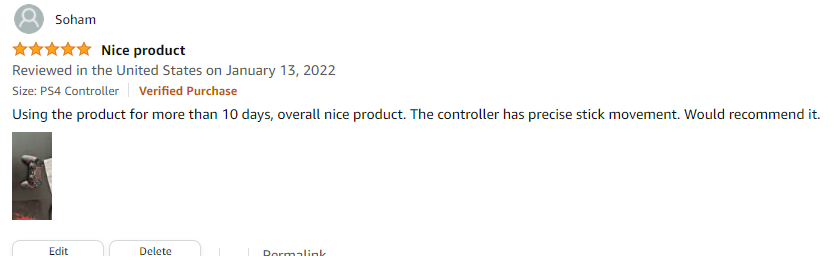 Soham
Nice product
Reviewed in the United States on January 13, 2022
Size: PS4 Controller Verified Purchase
Using the product for more than 10 days, overall nice product. The controller has precise stick movement. Would recommend it.
Edit Delete Permalink